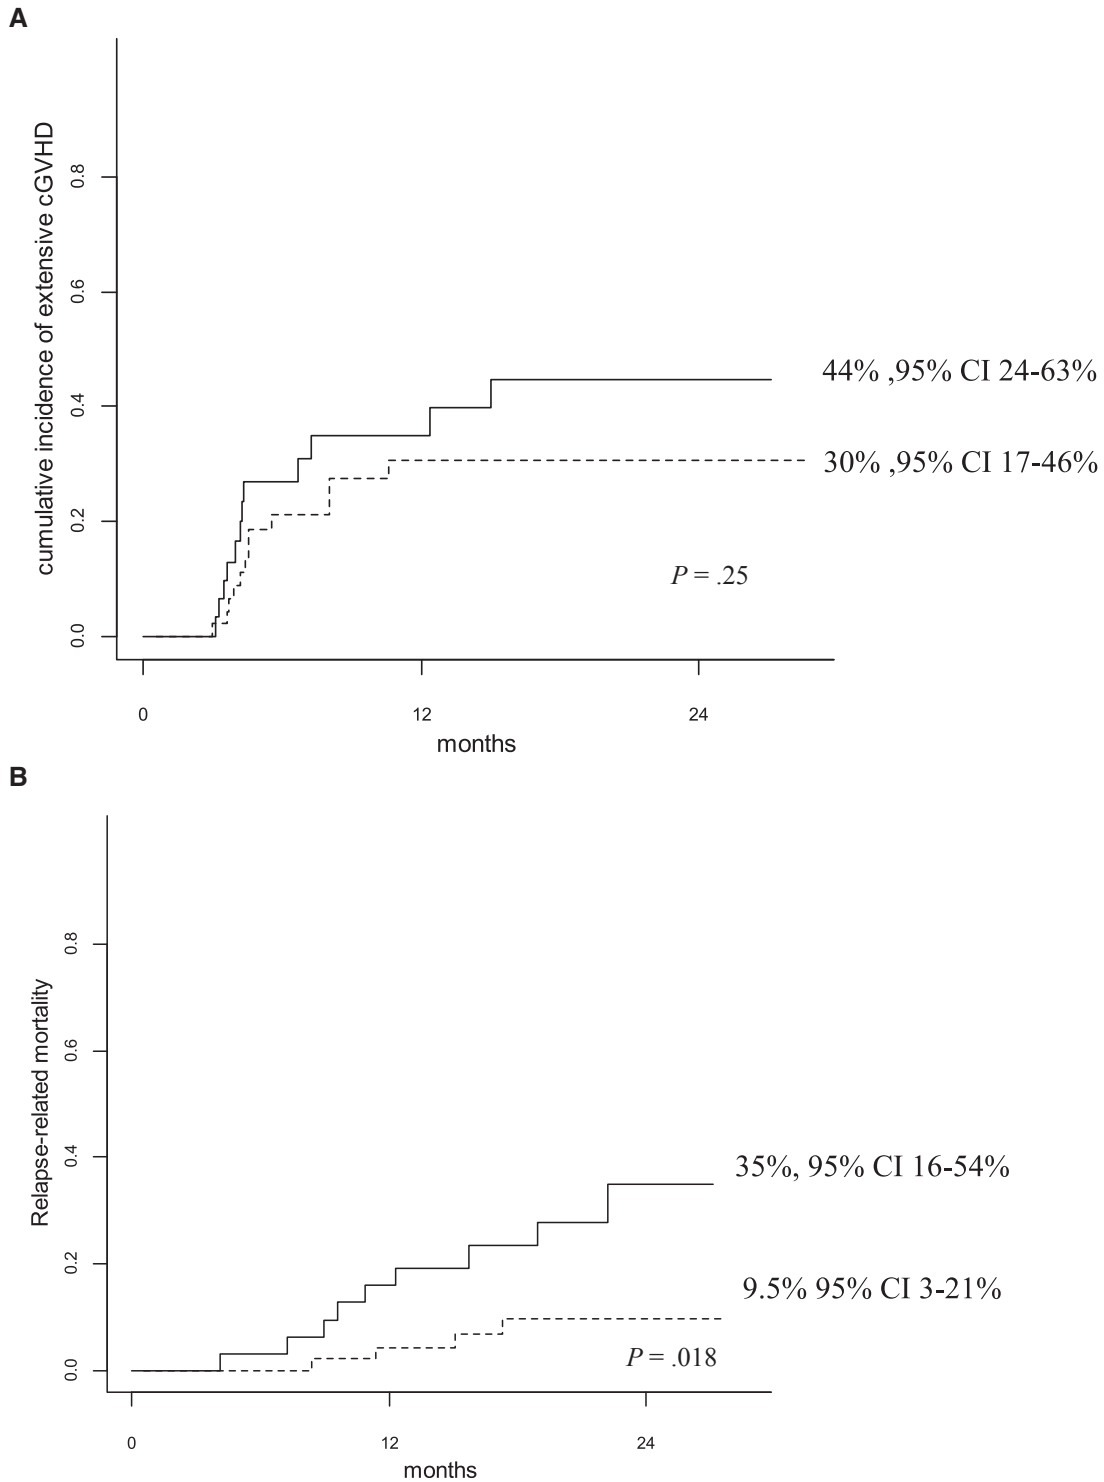 A
cumulative incidence of extensive cGVHD
0.8
0.6
0.4
0.2
0.0
44% ,95% CI 24-63%
30% ,95% CI 17-46%
P = .25
0 12 24
months
B
Relapse-related mortality
0.8
0.6
0.4
0.2
0.0
35%, 95% CI 16-54%
9.5% 95% CI 3-21%
P = .018
0 12 24
months